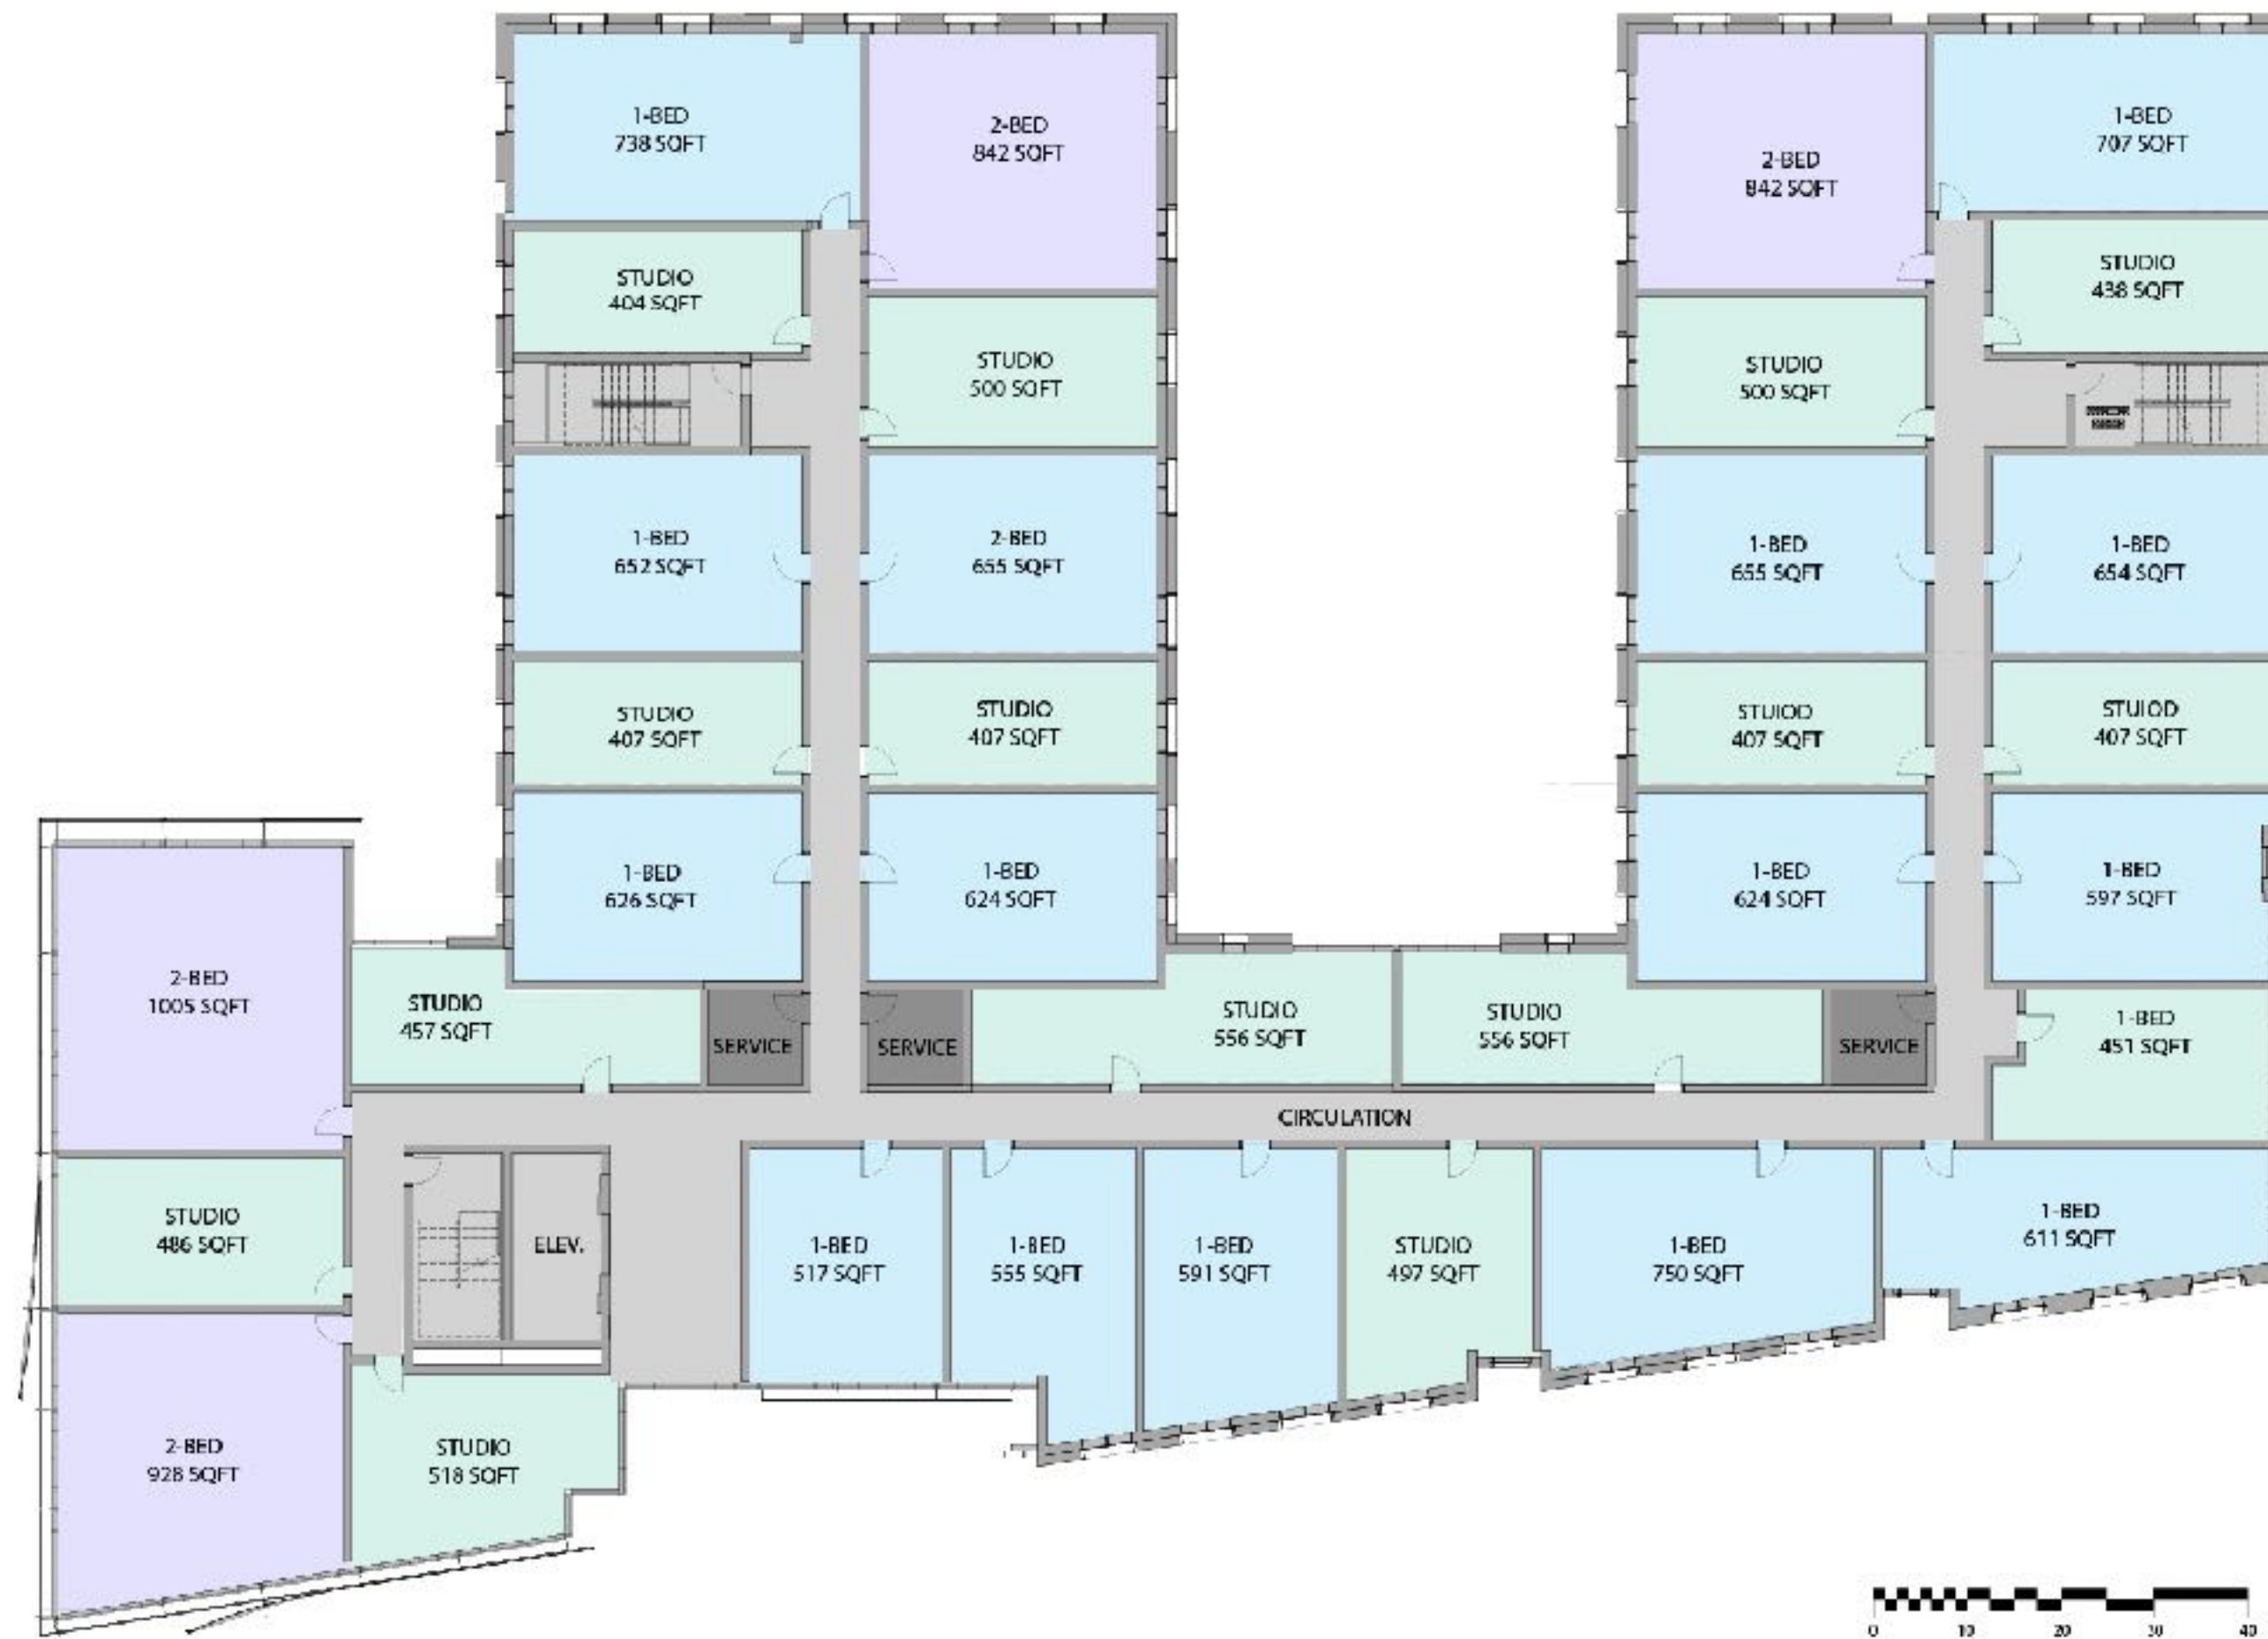 1-BED
738 SQFT
2-BED
842 SQFT
2-BED
842 SQFT
1-BED
707 SQFT
STUDIO
404 SQFT
STUDIO
500 SQFT
STUDIO
500 SQFT
STUDIO
438 SQFT
1-BED
652 SQFT
2-BED
655 SQFT
1-BED
655 SQFT
1-BED
654 SQFT
STUDIO
407 SQFT
STUDIO
407 SQFT
STUIOD
407 SQFT
STUIOD
407 SQFT
1-BED
626 SQFT
1-BED
624 SQFT
1-BED
624 SQFT
1-BED
597 SQFT
2-BED
1005 SQFT
STUDIO
457 SQFT
SERVICE
SERVICE
STUDIO
556 SQFT
STUDIO
556 SQFT
SERVICE
1-BED
451 SQFT
CIRCULATION
STUDIO
486 SQFT
ELEV.
1-BED
517 SQFT
1-BED
555 SQFT
1-BED
591 SQFT
STUDIO
497 SQFT
1-BED
750 SQFT
1-BED
611 SQFT
2-BED
928 SQFT
STUDIO
518 SQFT
0 10 20 30 40